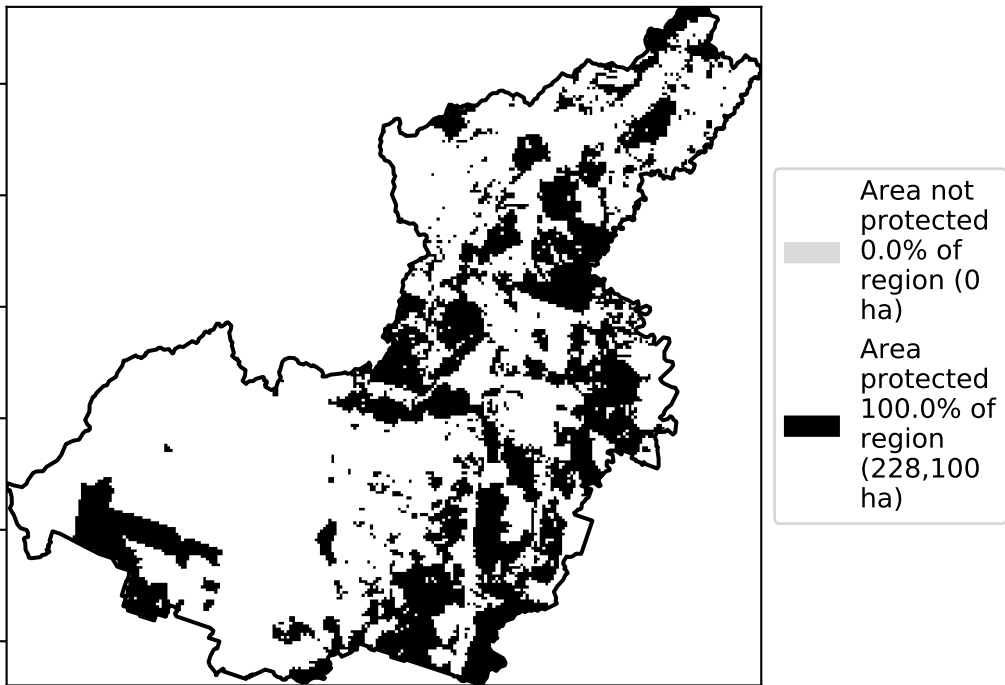 Area not
protected
0.0% of
region (0
ha)
Area
protected
100.0% of
region
(228,100
ha)